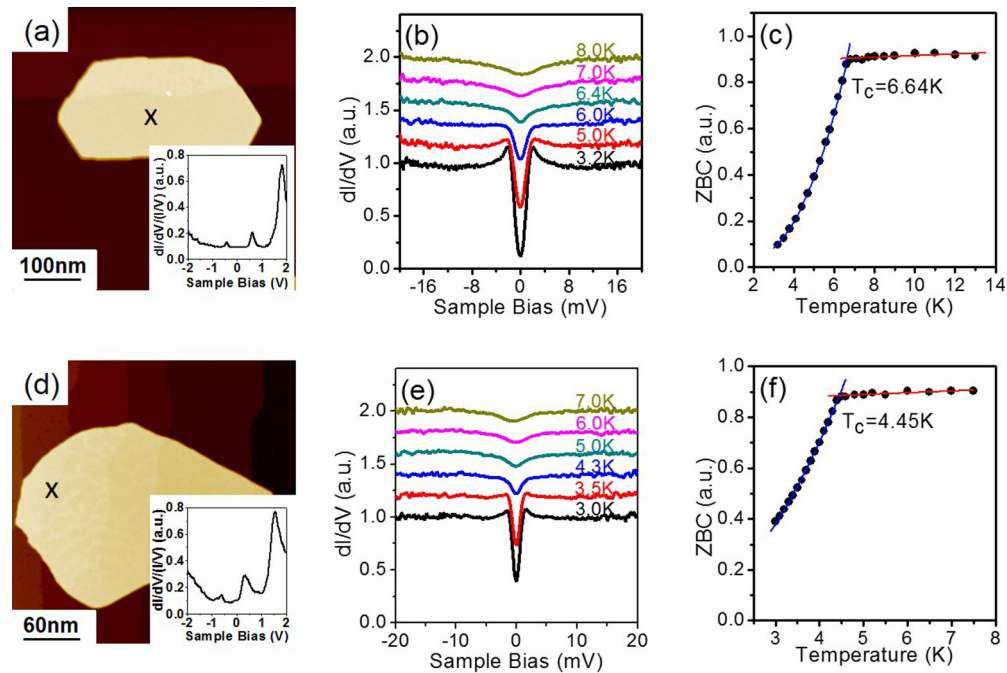 (a)
X
100nm
dI/dV/(I/V) (a.u.)
0.8
0.6
0.4
0.2
0.0
-2 -1 0 1 2
Sample Bias (V)
(b)
dI/dV (a.u.)
2.0
1.5
1.0
0.5
0.0
8.0K
7.0K
6.4K
6.0K
5.0K
3.2K
-16 -8 0 8 16
Sample Bias (mV)
(c)
ZBC (a.u.)
1.0
0.8
0.6
0.4
0.2
0.0
Tc=6.64K
2 4 6 8 10 12 14
Temperature (K)
(d)
X
60nm
dI/dV/(I/V) (a.u.)
0.8
0.6
0.4
0.2
0.0
-2 -1 0 1 2
Sample Bias (V)
(e)
dI/dV (a.u.)
2.0
1.5
1.0
0.5
0.0
7.0K
6.0K
5.0K
4.3K
3.5K
3.0K
-20 -10 0 10 20
Sample Bias (mV)
(f)
ZBC (a.u.)
1.0
0.8
0.6
0.4
0.2
0.0
Tc=4.45K
3 4 5 6 7 8
Temperature (K)